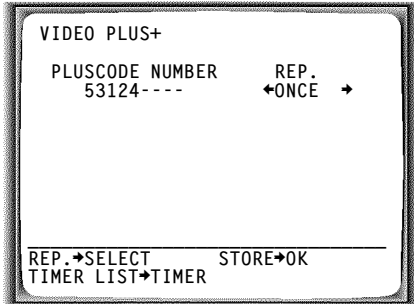 VIDEO PLUS+
PLUSCODE NUMBER REP.
53124---- ←ONCE →
REP.→SELECT STORE→OK
TIMER LIST→TIMER